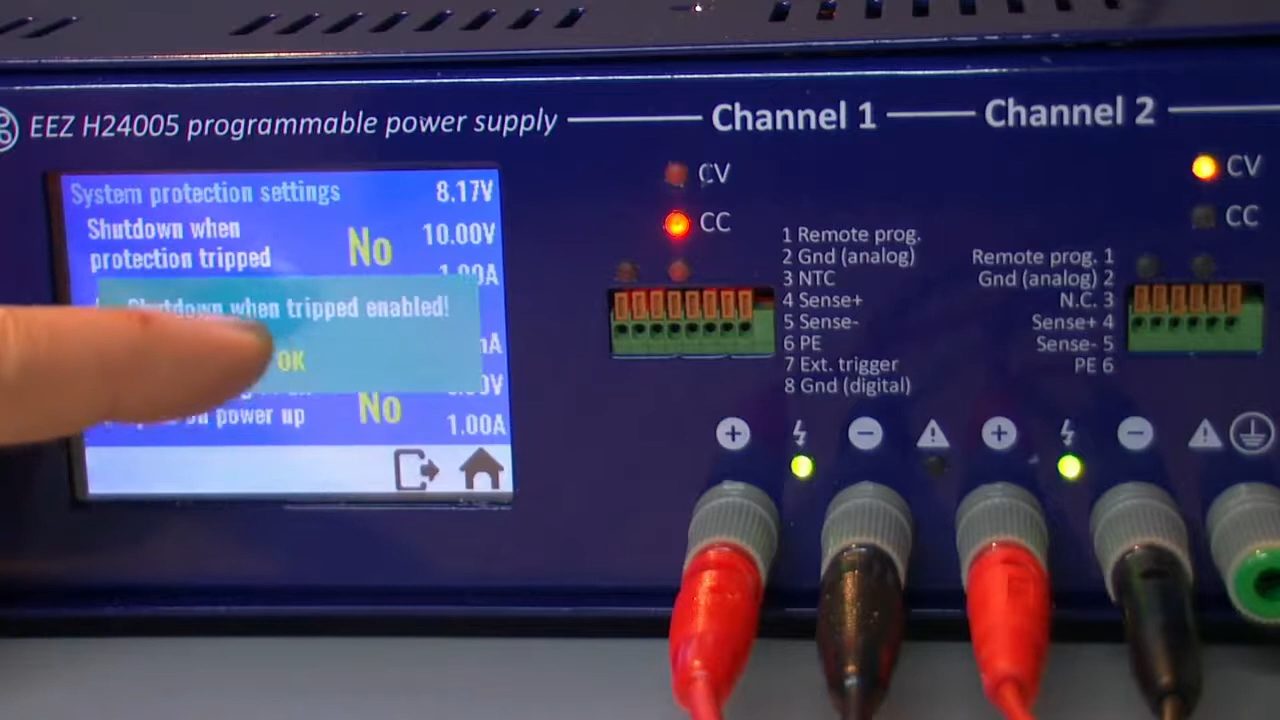 EEZ H24005 programmable power supply
Channel 1
Channel 2
System protection settings
8.17V
Shutdown when
protection tripped
No
10.00V
1.00A
Shutdown when tripped enabled!
OK
power up
No
1.00A
CV
CC
1 Remote prog.
2 Gnd (analog)
3 NTC
4 Sense+
5 Sense-
6 PE
7 Ext. trigger
8 Gnd (digital)
CV
CC
Remote prog. 1
Gnd (analog) 2
N.C. 3
Sense+ 4
Sense- 5
PE 6